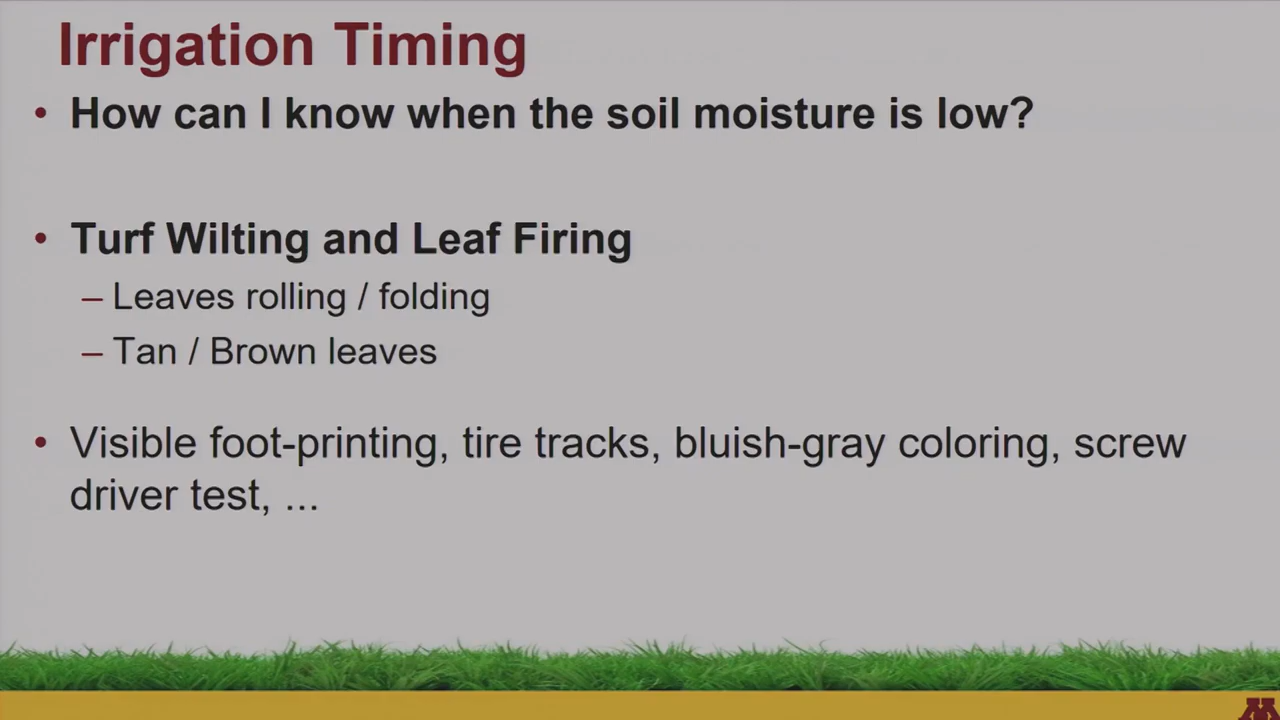 Irrigation Timing
• How can I know when the soil moisture is low?
• Turf Wilting and Leaf Firing
– Leaves rolling / folding
– Tan / Brown leaves
• Visible foot-printing, tire tracks, bluish-gray coloring, screw
driver test, ...